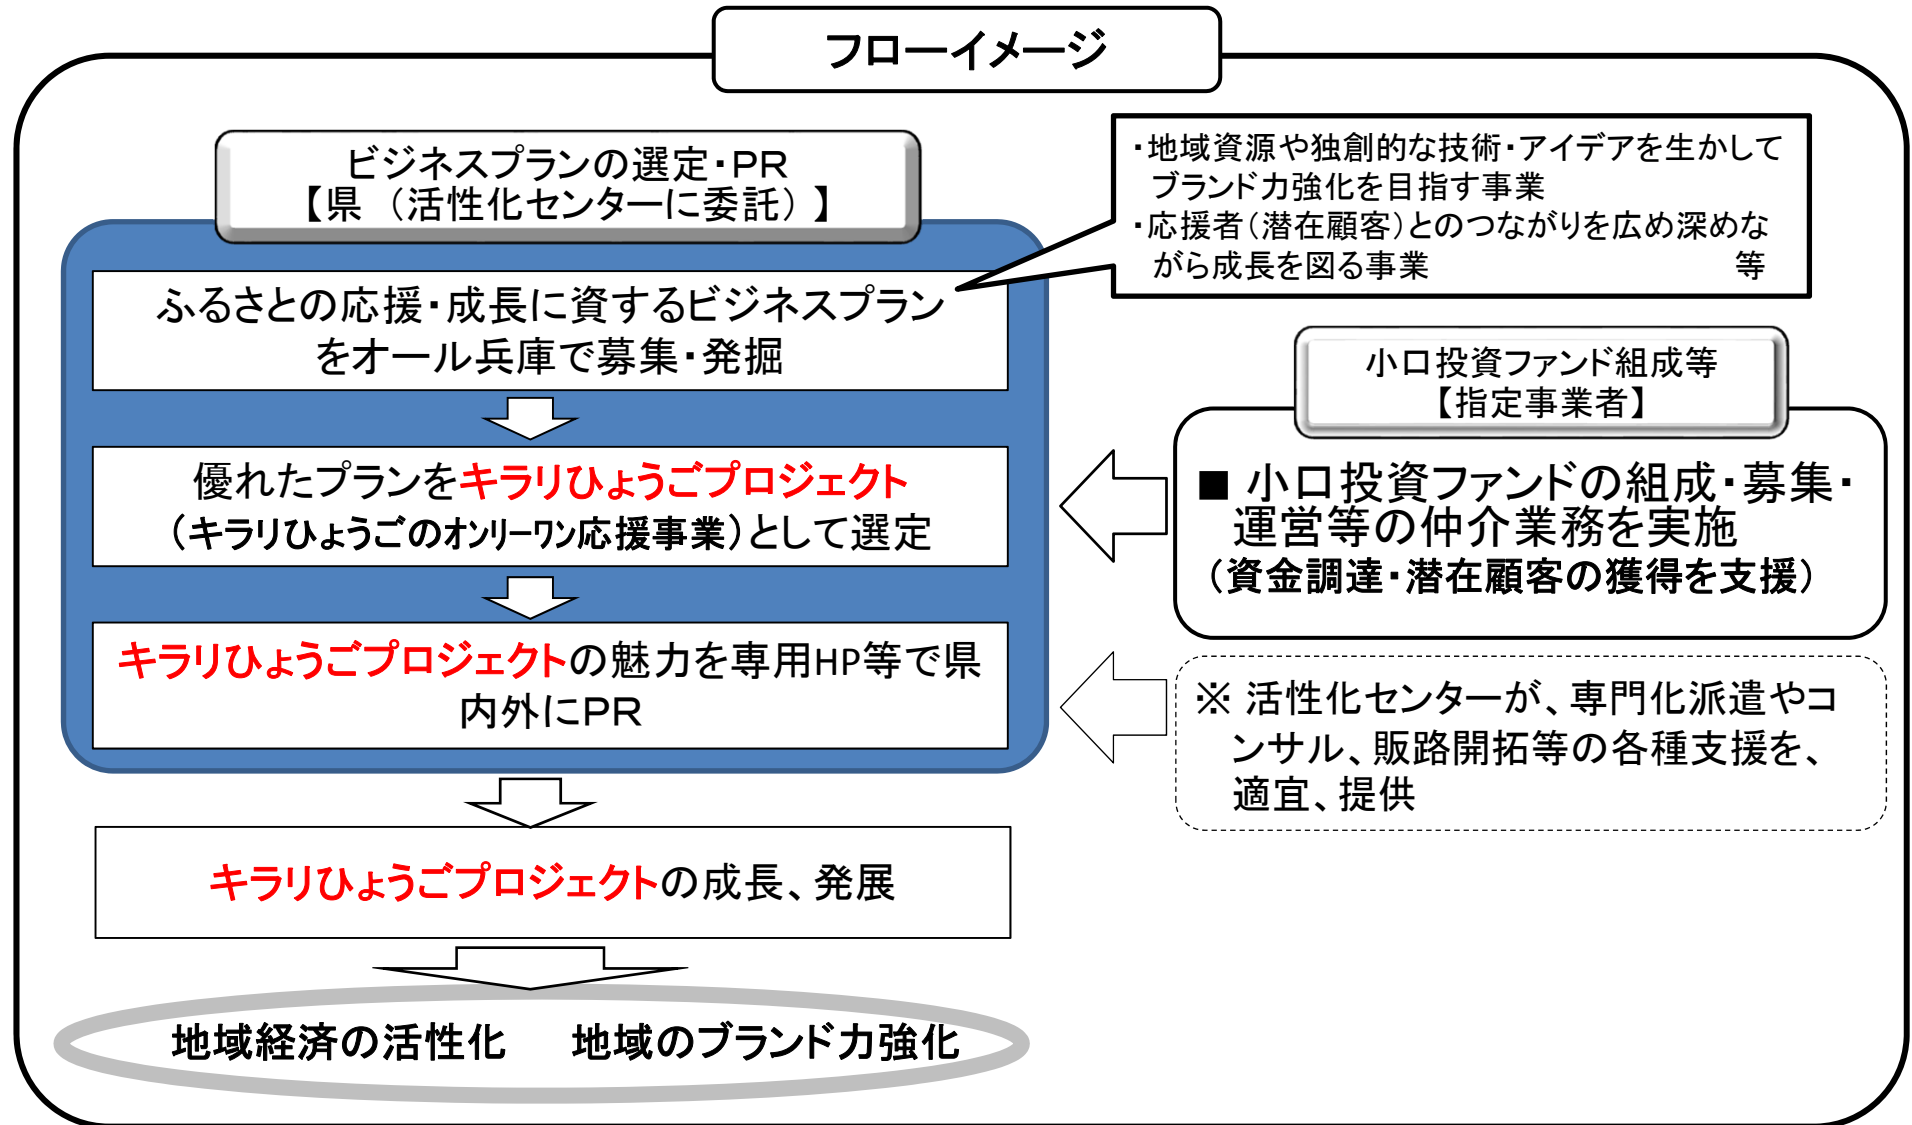 フローイメージ
ビジネスプランの選定・PR
【県 （活性化センターに委託）】
・地域資源や独創的な技術・アイデアを生かして
ブランド力強化を目指す事業
・応援者（潜在顧客）とのつながりを広め深めな
がら成長を図る事業 等
ふるさとの応援・成長に資するビジネスプラン
をオール兵庫で募集・発掘
優れたプランをキラリひょうごプロジェクト
（キラリひょうごのオンリーワン応援事業）として選定
キラリひょうごプロジェクトの魅力を専用HP等で県
内外にPR
小口投資ファンド組成等
【指定事業者】
■ 小口投資ファンドの組成・募集・
運営等の仲介業務を実施
（資金調達・潜在顧客の獲得を支援）
※ 活性化センターが、専門化派遣やコ
ンサル、販路開拓等の各種支援を、
適宜、提供
キラリひょうごプロジェクトの成長、発展
地域経済の活性化 地域のブランド力強化